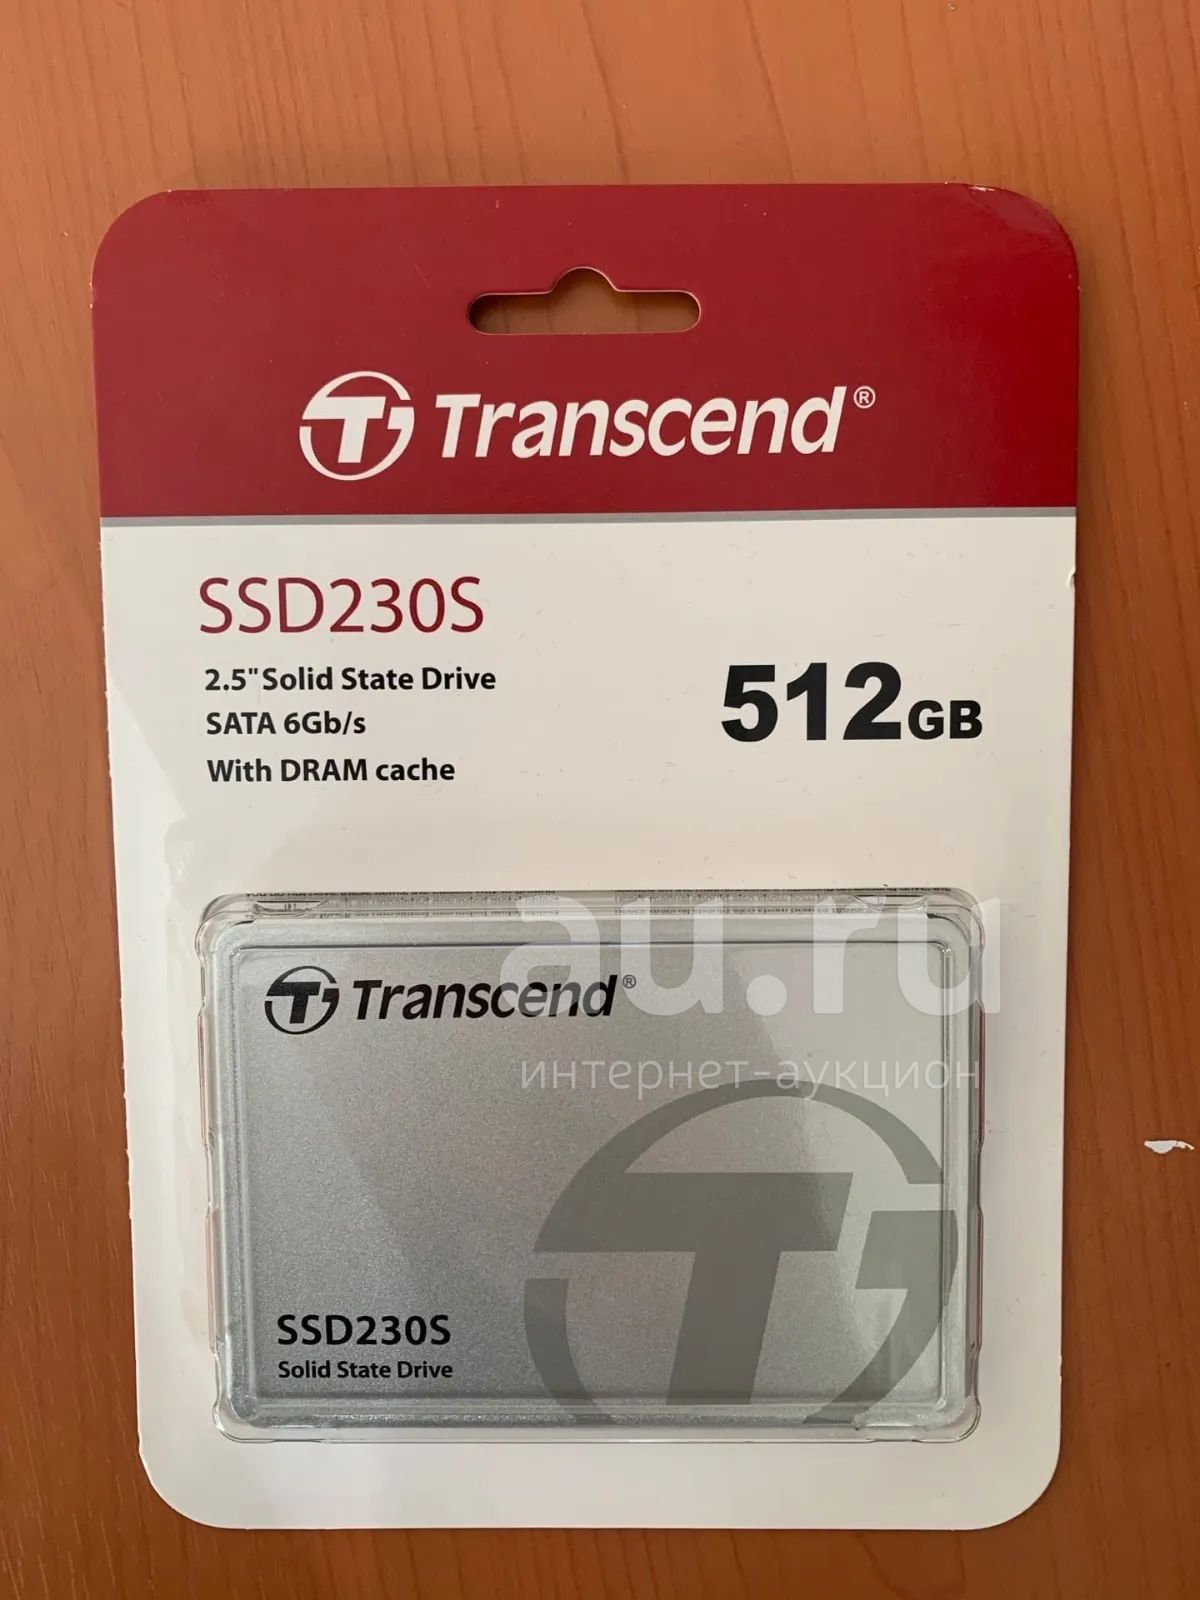 Transcend®
SSD230S
2.5" Solid State Drive
SATA 6Gb/s
With DRAM cache
512GB
Transcend®
au.ru
интернет-аукцион
SSD230S
Solid State Drive